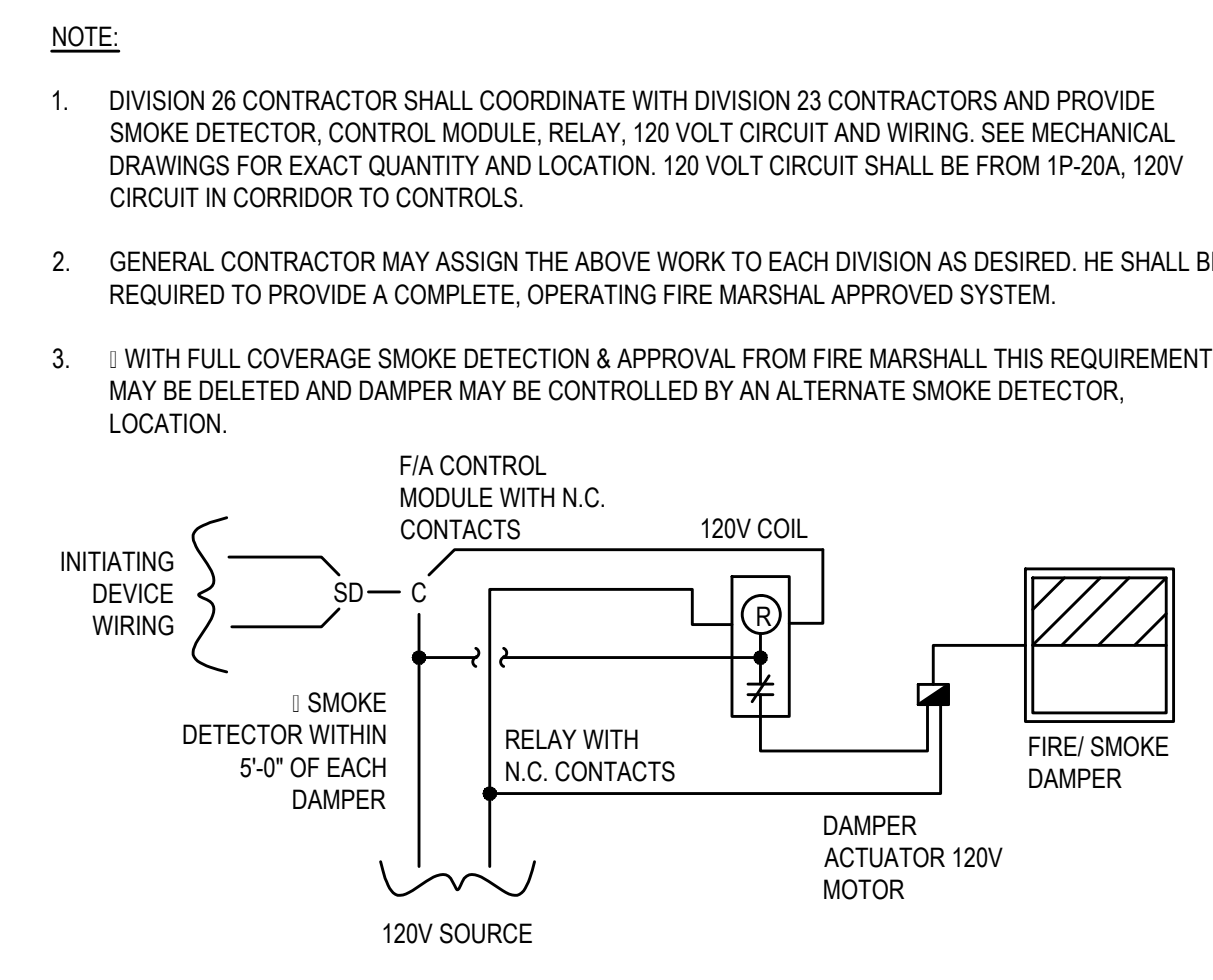 NOTE:
1. DIVISION 26 CONTRACTOR SHALL COORDINATE WITH DIVISION 23 CONTRACTORS AND PROVIDE
SMOKE DETECTOR, CONTROL MODULE, RELAY, 120 VOLT CIRCUIT AND WIRING. SEE MECHANICAL
DRAWINGS FOR EXACT QUANTITY AND LOCATION. 120 VOLT CIRCUIT SHALL BE FROM 1P-20A, 120V
CIRCUIT IN CORRIDOR TO CONTROLS.
2. GENERAL CONTRACTOR MAY ASSIGN THE ABOVE WORK TO EACH DIVISION AS DESIRED. HE SHALL BE
REQUIRED TO PROVIDE A COMPLETE, OPERATING FIRE MARSHAL APPROVED SYSTEM.
3. ▯ WITH FULL COVERAGE SMOKE DETECTION & APPROVAL FROM FIRE MARSHALL THIS REQUIREMENT
MAY BE DELETED AND DAMPER MAY BE CONTROLLED BY AN ALTERNATE SMOKE DETECTOR,
LOCATION.
F/A CONTROL
MODULE WITH N.C.
CONTACTS
120V COIL
INITIATING
DEVICE
WIRING
SD
C
R
▯ SMOKE
DETECTOR WITHIN
5'-0" OF EACH
DAMPER
RELAY WITH
N.C. CONTACTS
FIRE/ SMOKE
DAMPER
DAMPER
ACTUATOR 120V
MOTOR
120V SOURCE